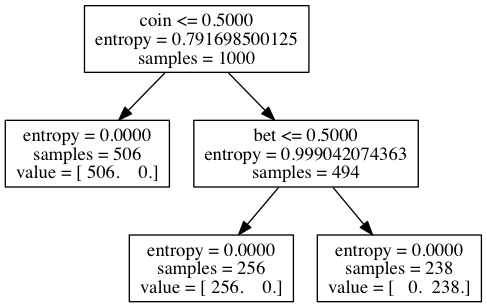 coin <= 0.5000
entropy = 0.791698500125
samples = 1000
entropy = 0.0000
samples = 506
value = [ 506.    0.]
bet <= 0.5000
entropy = 0.999042074363
samples = 494
entropy = 0.0000
samples = 256
value = [ 256.    0.]
entropy = 0.0000
samples = 238
value = [   0.  238.]